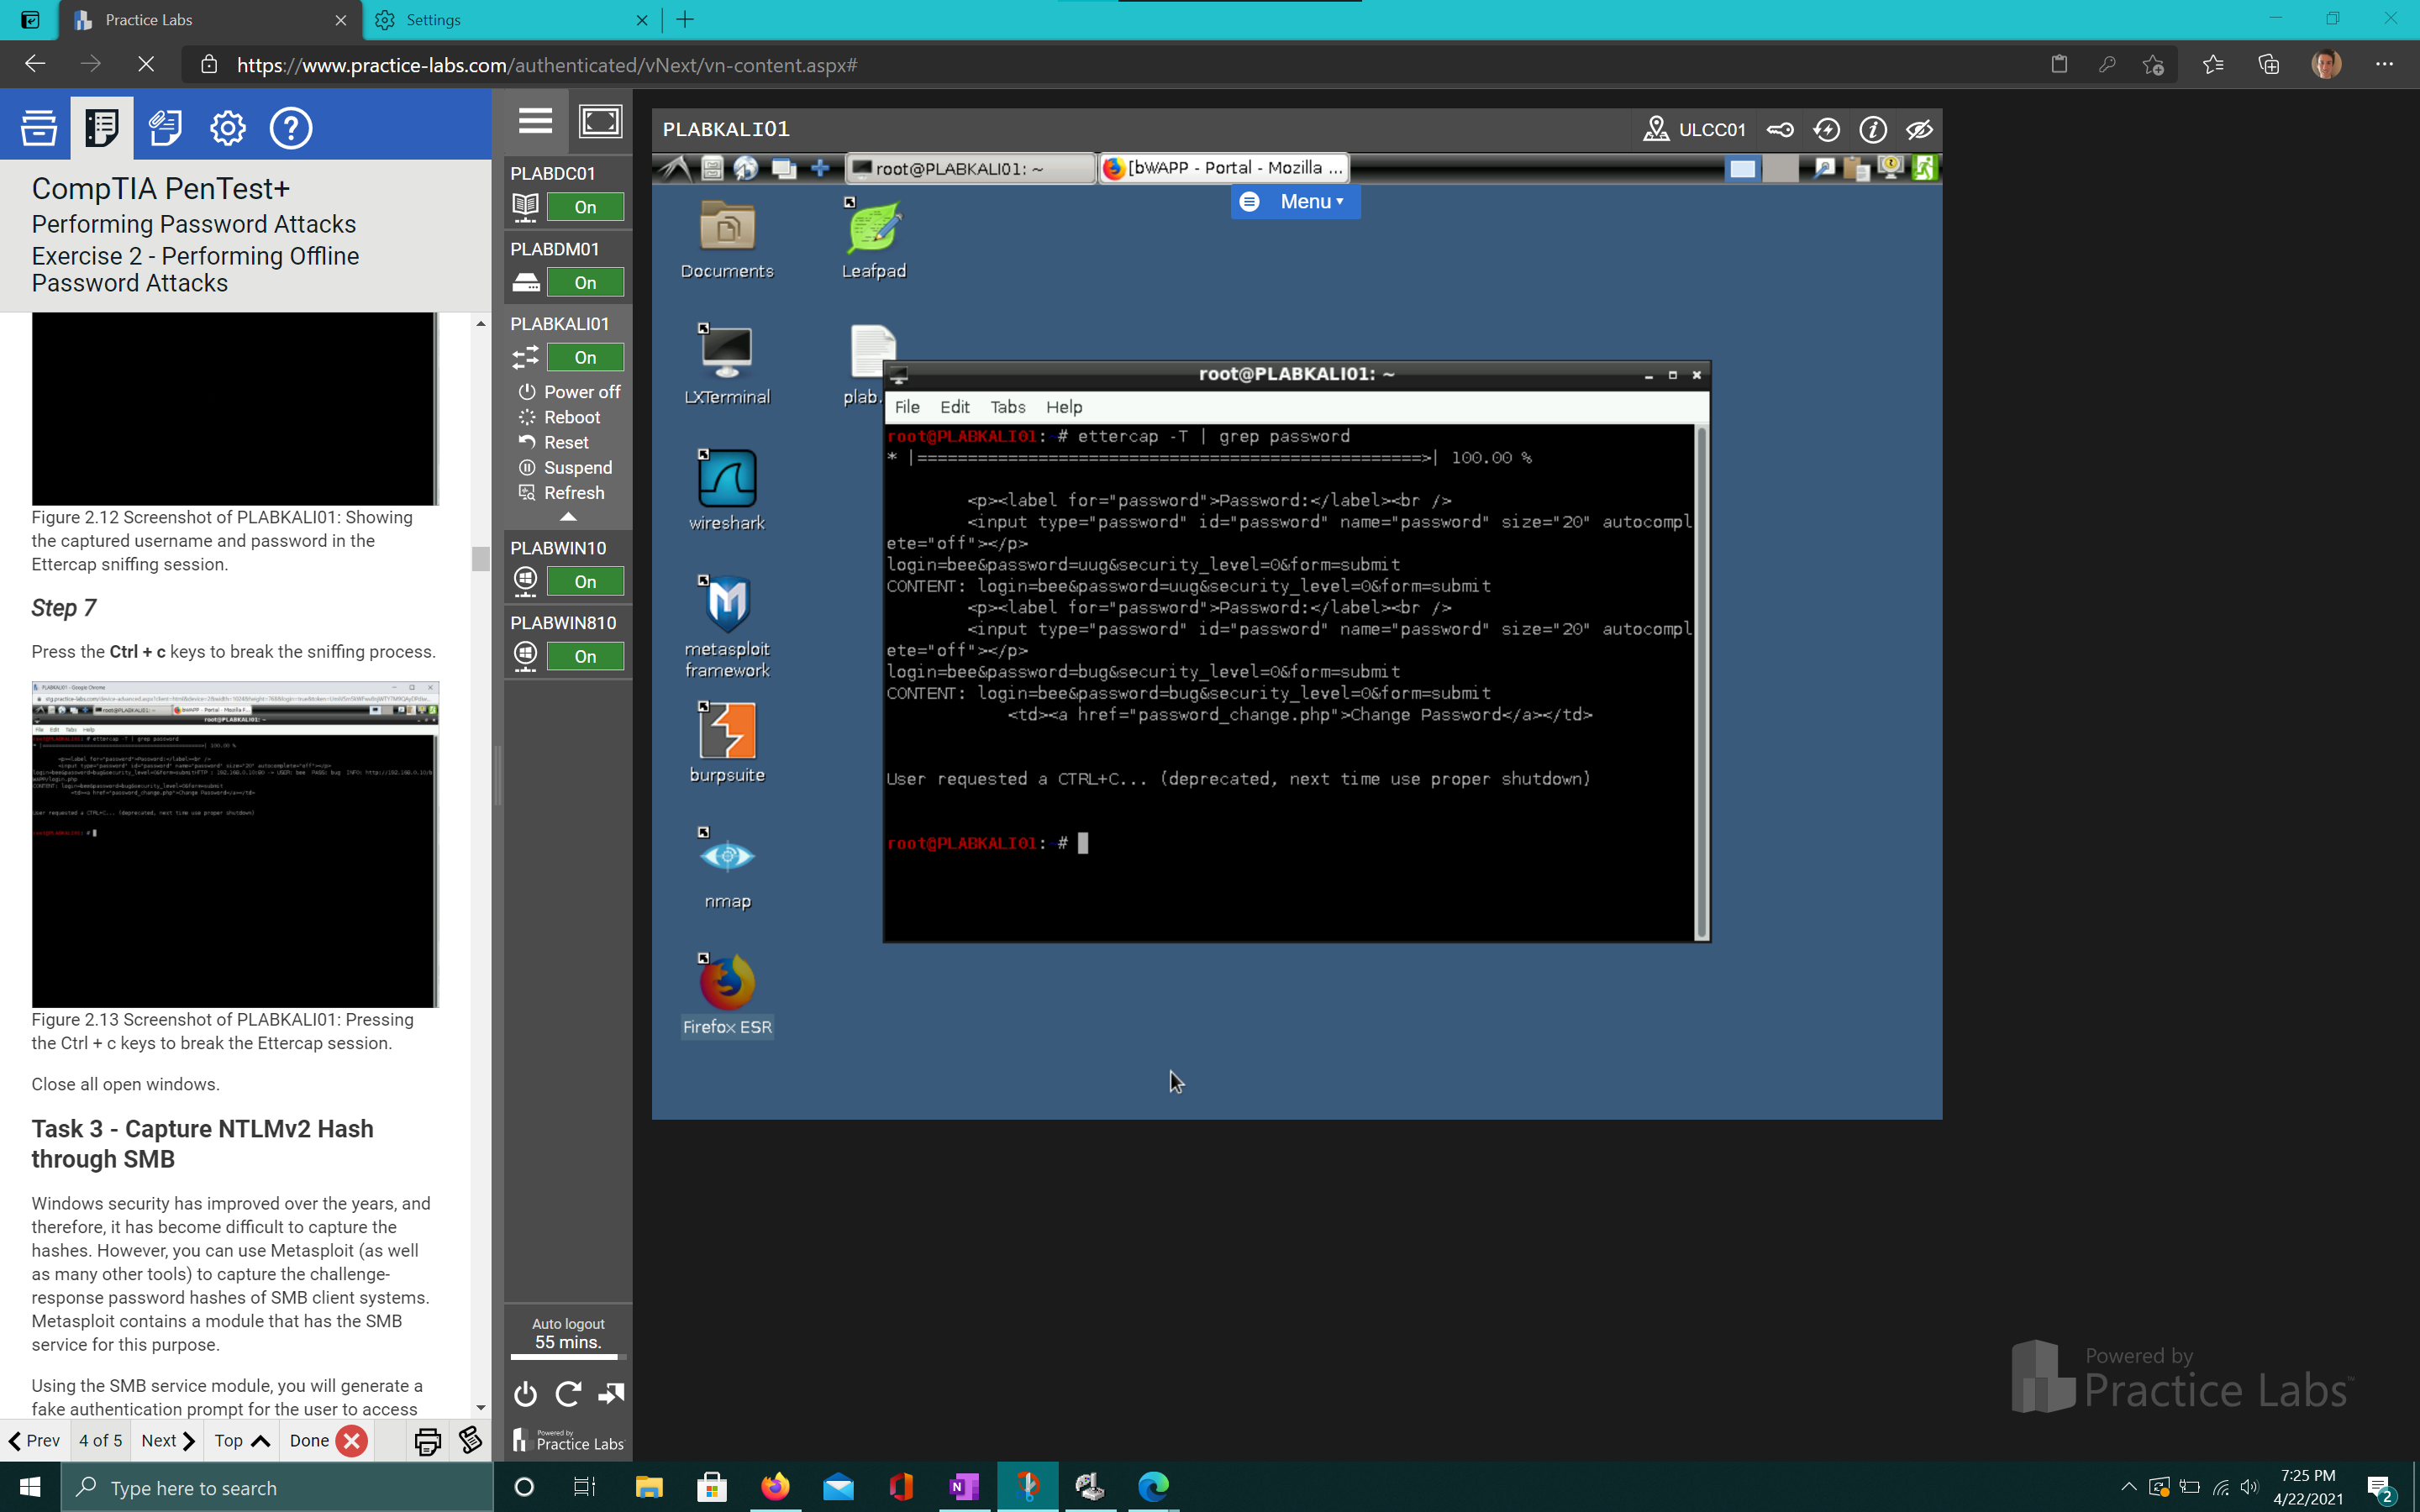 Practice Labs
Settings
https://www.practice-labs.com/authenticated/vNext/vn-content.aspx#
CompTIA PenTest+
Performing Password Attacks
Exercise 2 - Performing Offline
Password Attacks
Figure 2.12 Screenshot of PLABKALI01: Showing
the captured username and password in the
Ettercap sniffing session.
Step 7
Press the Ctrl + c keys to break the sniffing process.
PLABKALI01 - Google Chrome
root@PLABKALI01: ~
File Edit Tabs Help
Figure 2.13 Screenshot of PLABKALI01: Pressing
the Ctrl + c keys to break the Ettercap session.
Close all open windows.
Task 3 - Capture NTLMv2 Hash
through SMB
Windows security has improved over the years, and
therefore, it has become difficult to capture the
hashes. However, you can use Metasploit (as well
as many other tools) to capture the challenge-
response password hashes of SMB client systems.
Metasploit contains a module that has the SMB
service for this purpose.
Using the SMB service module, you will generate a
fake authentication prompt for the user to access
Prev
4 of 5
Next
Top
Done
PLABDC01
On
PLABDM01
On
PLABKALI01
On
Power off
Reboot
Reset
Suspend
Refresh
PLABWIN10
On
PLABWIN810
On
Auto logout
55 mins.
Powered by
Practice Labs
PLABKALI01
ULCC01
root@PLABKALI01: ~
[bWAPP - Portal - Mozilla ...
Menu
Documents
Leafpad
LXTerminal
plab.
wireshark
metasploit
framework
burpsuite
nmap
Firefox ESR
root@PLABKALI01: ~
File Edit Tabs Help
root@PLABKALI01:~# ettercap -T | grep password
* |==================================================>| 100.00 %
<p><label for="password">Password:</label><br />
<input type="password" id="password" name="password" size="20" autocompl
ete="off"></p>
login=bee&password=uug&security_level=0&form=submit
CONTENT: login=bee&password=uug&security_level=0&form=submit
<p><label for="password">Password:</label><br />
<input type="password" id="password" name="password" size="20" autocompl
ete="off"></p>
login=bee&password=bug&security_level=0&form=submit
CONTENT: login=bee&password=bug&security_level=0&form=submit
<td><a href="password_change.php">Change Password</a></td>
User requested a CTRL+C... (deprecated, next time use proper shutdown)
root@PLABKALI01:~#
Powered by
Practice Labs™
Type here to search
7:25 PM
4/22/2021
2